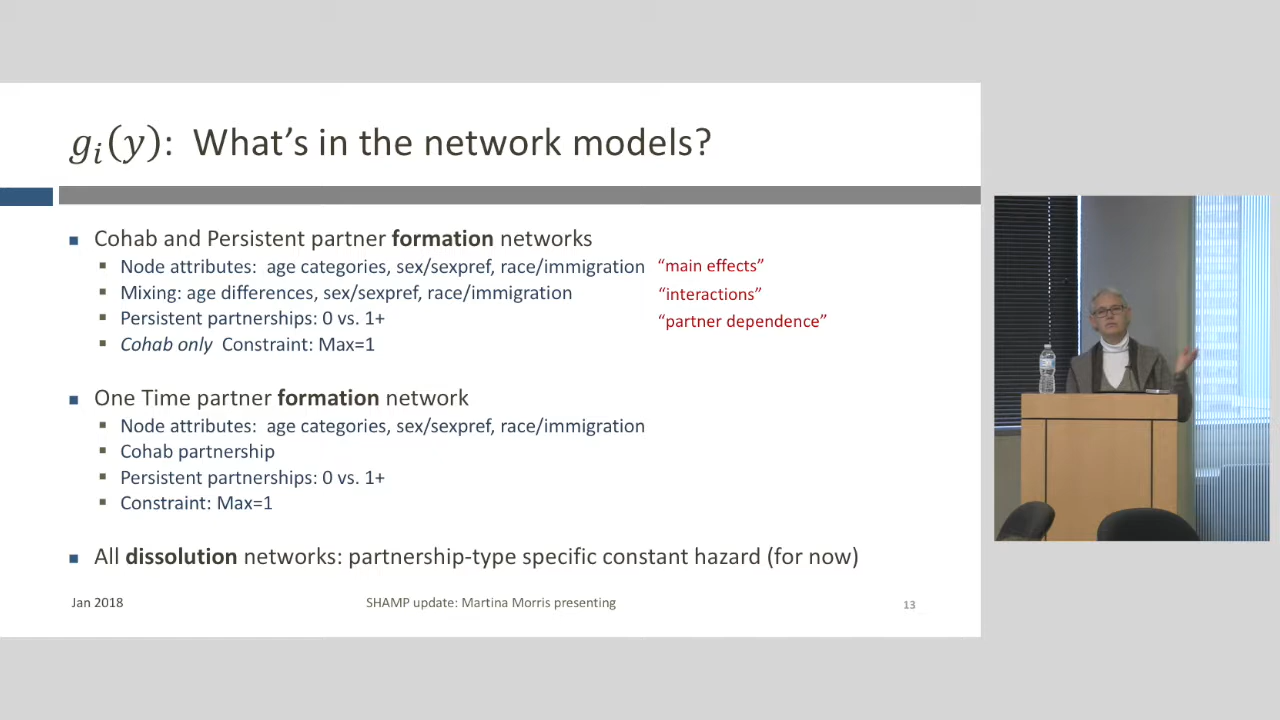 g_i(y): What's in the network models?
Cohab and Persistent partner formation networks
Node attributes: age categories, sex/sexpref, race/immigration "main effects"
Mixing: age differences, sex/sexpref, race/immigration "interactions"
Persistent partnerships: 0 vs. 1+ "partner dependence"
Cohab only Constraint: Max=1
One Time partner formation network
Node attributes: age categories, sex/sexpref, race/immigration
Cohab partnership
Persistent partnerships: 0 vs. 1+
Constraint: Max=1
All dissolution networks: partnership-type specific constant hazard (for now)
Jan 2018 SHAMP update: Martina Morris presenting 13